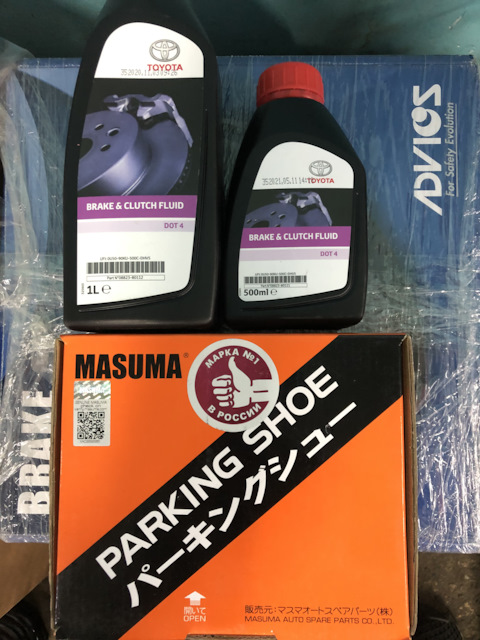 TOYOTA
BRAKE & CLUTCH FLUID
DOT 4
1L e
TOYOTA
BRAKE & CLUTCH FLUID
DOT 4
500ml e
ADVICS
For Safety Evolution
BRAKE
MASUMA®
МАРКА №1
В РОССИИ
PARKING SHOE
パーキングシュー
開いて
OPEN
販売元：マスマオートスペアパーツ（株）
MASUMA AUTO SPARE PARTS CO., LTD.